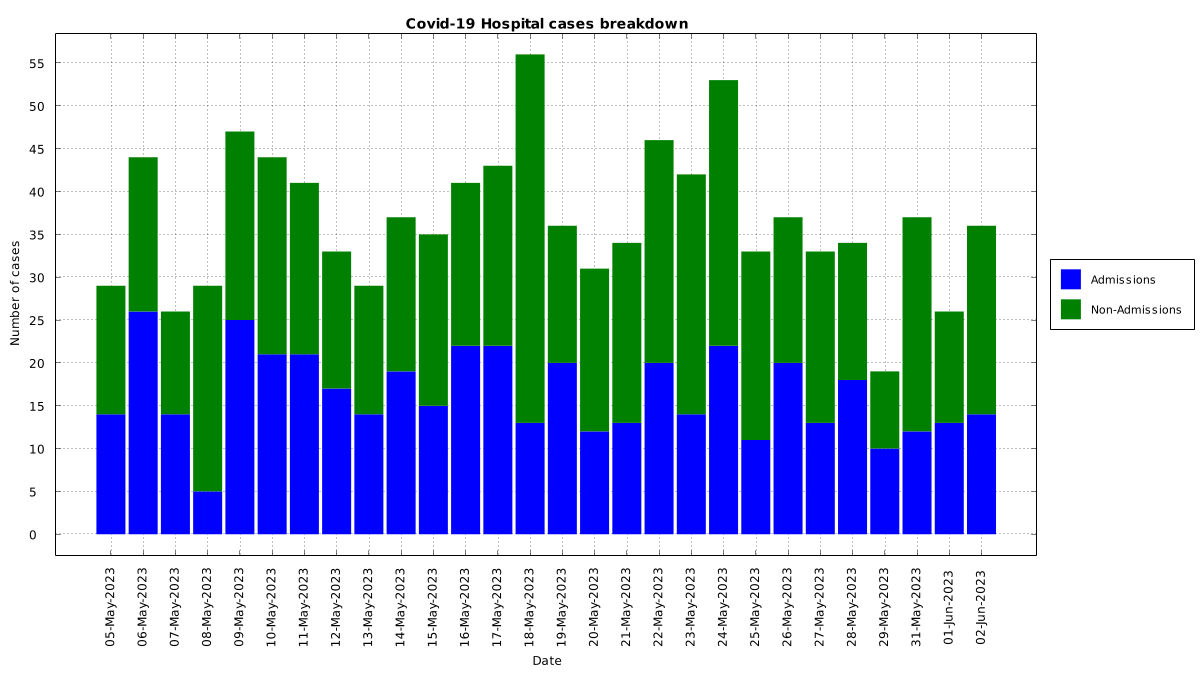 Covid-19 Hospital cases breakdown
55
50
45
40
35
30
25
20
15
10
5
0
Number of cases
05-May-2023
06-May-2023
07-May-2023
08-May-2023
09-May-2023
10-May-2023
11-May-2023
12-May-2023
13-May-2023
14-May-2023
15-May-2023
16-May-2023
17-May-2023
18-May-2023
19-May-2023
20-May-2023
21-May-2023
22-May-2023
23-May-2023
24-May-2023
25-May-2023
26-May-2023
27-May-2023
28-May-2023
29-May-2023
31-May-2023
01-Jun-2023
02-Jun-2023
Date
Admissions
Non-Admissions